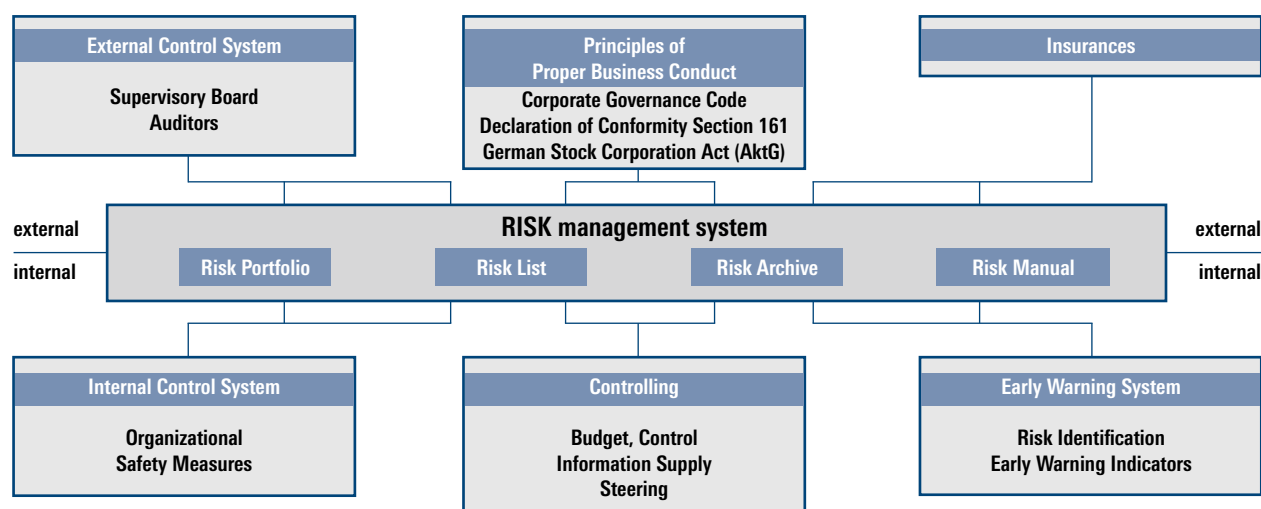 External Control System
Supervisory Board
Auditors
Principles of
Proper Business Conduct
Corporate Governance Code
Declaration of Conformity Section 161
German Stock Corporation Act (AktG)
Insurances
external
internal
RISK management system
Risk Portfolio
Risk List
Risk Archive
Risk Manual
external
internal
Internal Control System
Organizational
Safety Measures
Controlling
Budget, Control
Information Supply
Steering
Early Warning System
Risk Identification
Early Warning Indicators